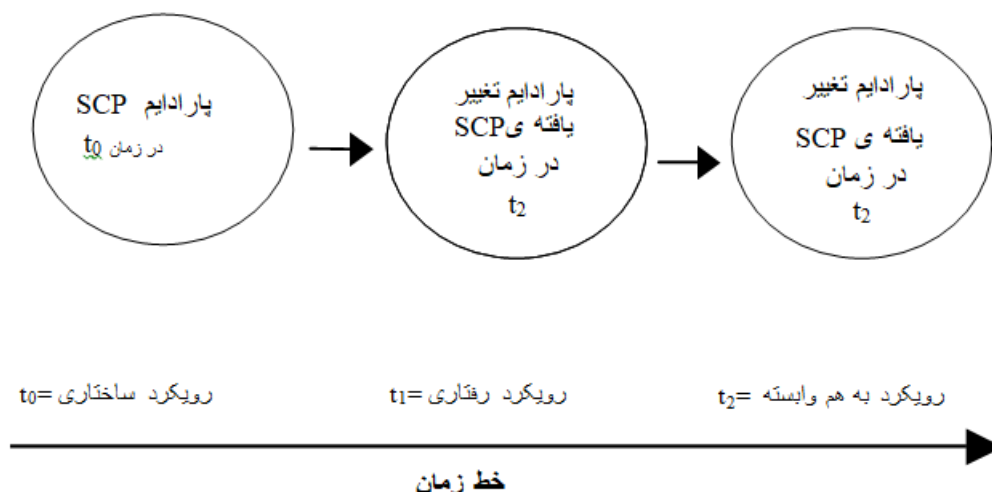 پارادایم SCP
در زمان t0
پارادایم تغییر
یافته ی SCP
در زمان
t2
پارادایم تغییر
یافته ی SCP
در زمان
t2
t0= رویکرد ساختاری
t1= رویکرد رفتاری
t2= رویکرد به هم وابسته
خط زمان